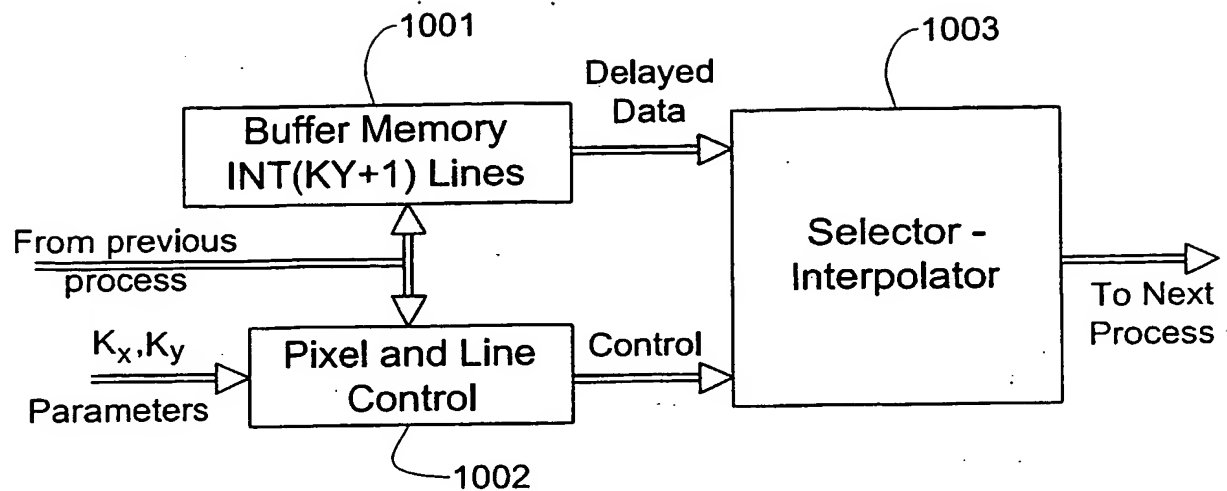 1001
1003
Buffer Memory
INT(KY+1) Lines
Delayed
Data
From previous
process
Selector -
Interpolator
To Next
Process
Kx,Ky
Parameters
Pixel and Line
Control
Control
1002